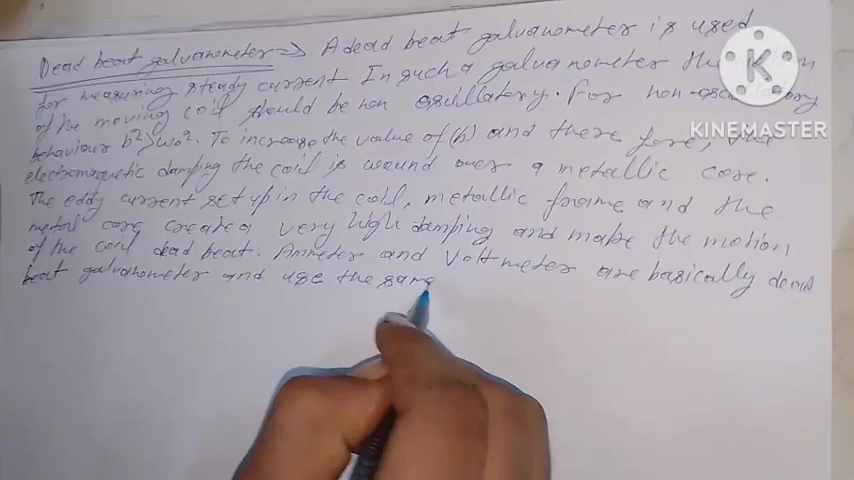 Dead beat galvanometer => A dead beat galvanometer is used
for measuring steady current In such a galvanometer the
of the moving coil should be non oscillatory. For non-oscillatory
behaviour b²>ω0². To increase the value of (b) and there fore, the
electromagnetic damping the coil is wound over a metallic core.
The eddy current set up in the coil, metallic frame and the
metal core create a very high damping and make the motion
of the coil dead beat. Ammeter and Voltmeter are basically dead
beat galvanometer and use the same
KINEMASTER